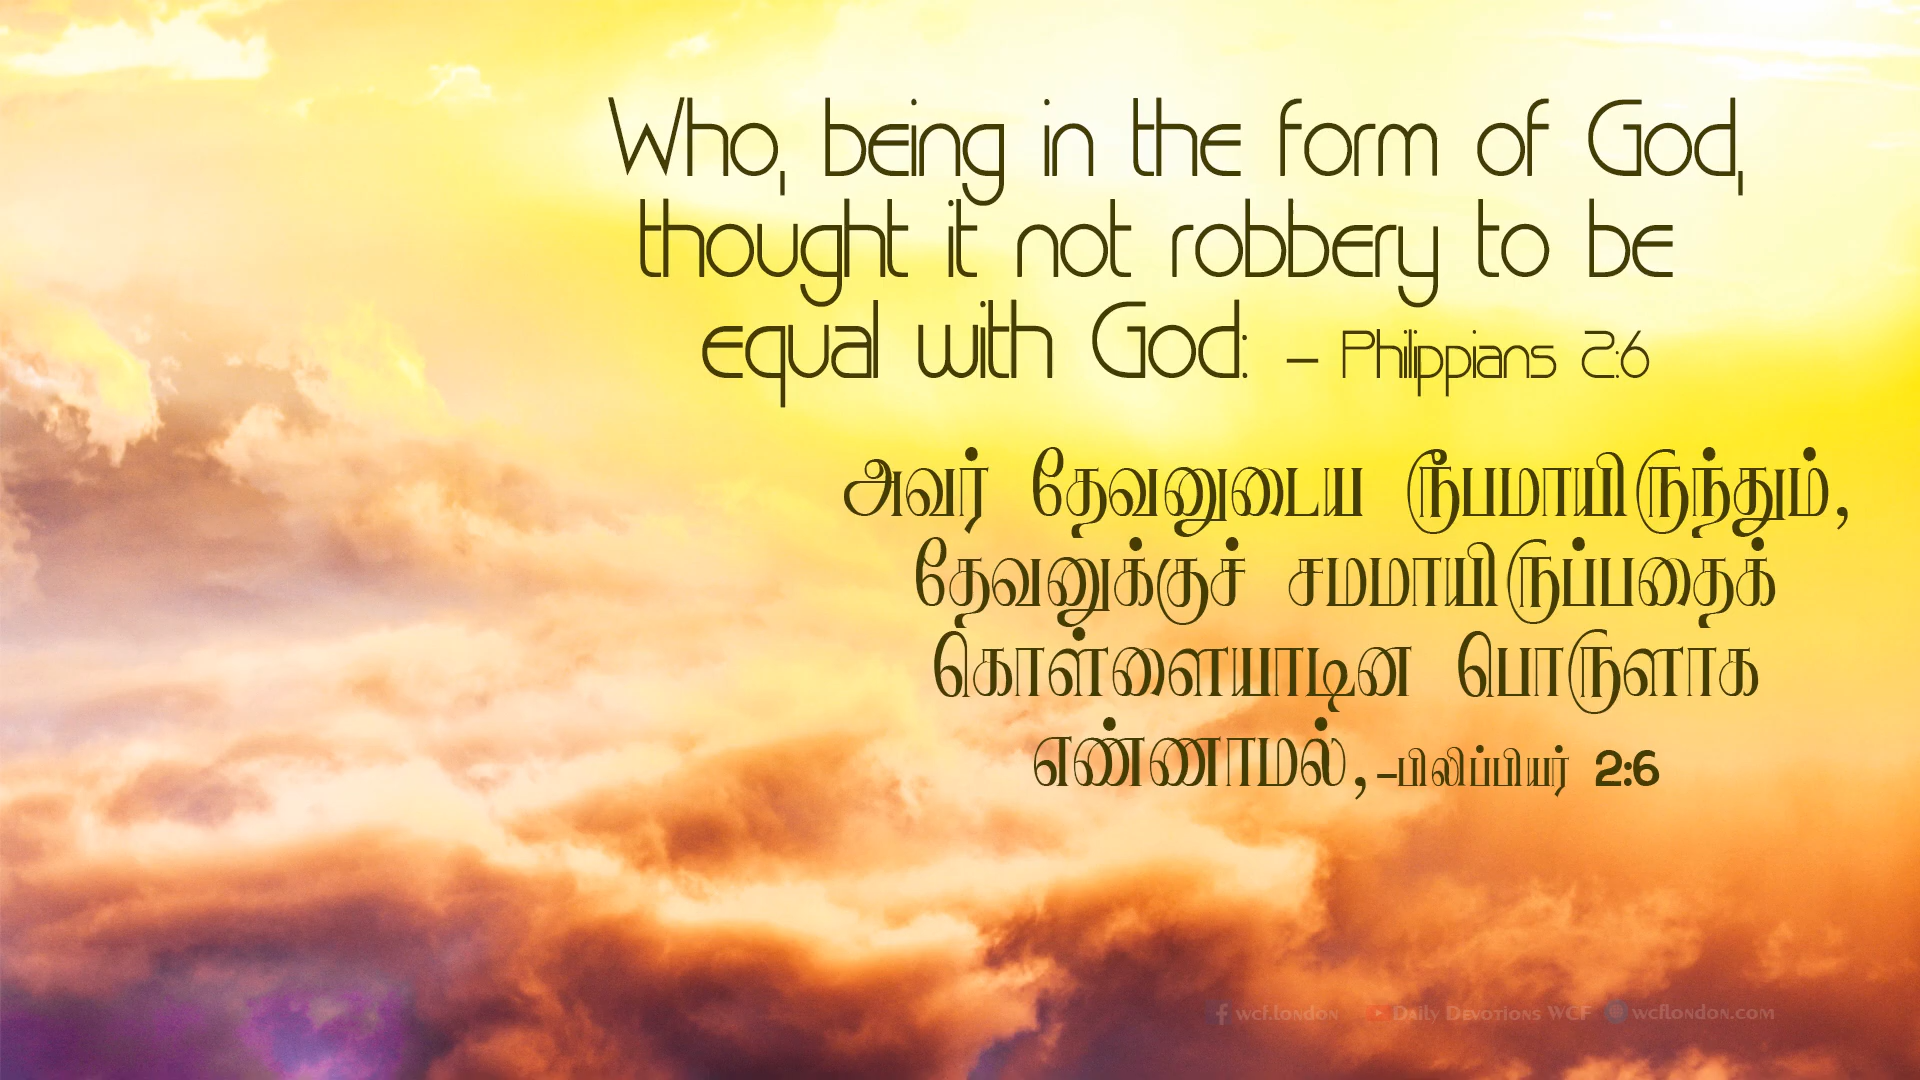 Who, being in the form of God,
thought it not robbery to be
equal with God: – Philippians 2:6
அவர் தேவனுடைய ரூபமாயிருந்தும்,
தேவனுக்குச் சமமாயிருப்பதைக்
கொள்ளையாடின பொருளாக
எண்ணாமல், -பிலிப்பியர் 2:6
wcf.london Daily Devotions WCF wcflondon.com